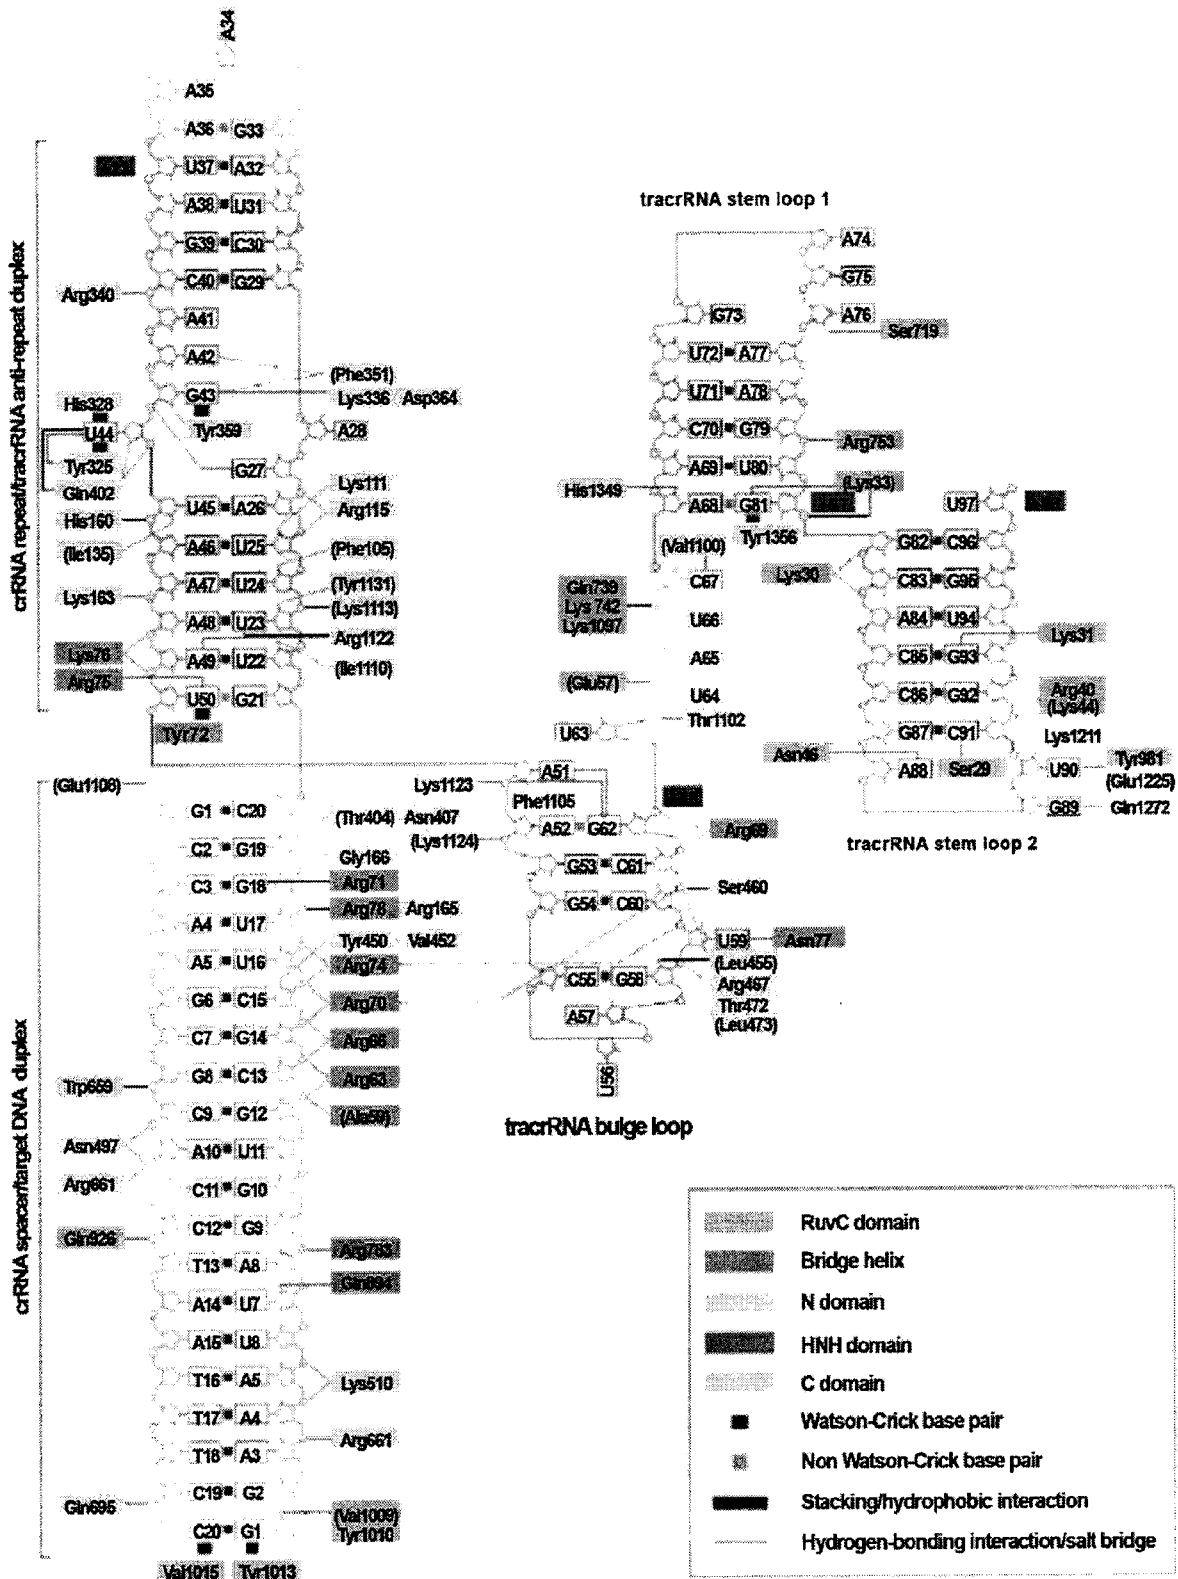 A34
A35
A36 G33
U37 A32
A38 U31
G39 C30
C40 G29
Arg340
A41
A42
(Phe351)
G43
Lys336 Asp364
His328
U44
Tyr359
A28
Tyr325
G27
Gln402
Lys111
U45 A26
Arg115
His160
(Ile135)
A46 U25
(Phe105)
Lys163
A47 U24
(Tyr1131)
(Lys1113)
A48 U23
Arg1122
Lys76
A49 U22
(Ile1110)
Arg75
U50 G21
Tyr72
crRNA repeat/tracrRNA anti-repeat duplex
tracrRNA stem loop 1
A74
G75
G73
A76
Ser719
U72 A77
U71 A78
C70 G79
Arg753
A69 U80
His1349
(Lys33)
A68 G81
Tyr1356
(Val1100)
C67
Gln739
Lys 742
Lys1097
U66
A65
(Glu57)
U64
Thr1102
U63
U97
G82 C96
Lys30
C83 G95
A84 U94
Lys31
C85 G93
C86 G92
Arg40
(Lys44)
G87 C91
Lys1211
Asn46
A88
Ser29
U90
Tyr981
(Glu1225)
G89
Gln1272
tracrRNA stem loop 2
(Glu1108)
Lys1123
A51
Phe1105
G1 C20
(Thr404) Asn407
A52 G62
Arg69
(Lys1124)
C2 G19
Gly166
G53 C61
C3 G18
Arg71
Ser460
G54 C60
Arg78 Arg165
A4 U17
Tyr450 Val452
U59
Asn77
A5 U16
Arg74
(Leu455)
C55 G58
Arg467
G6 C15
Arg70
Thr472
A57
(Leu473)
C7 G14
Arg66
U56
G8 C13
Arg63
Trp659
C9 G12
(Ala59)
tracrRNA bulge loop
Asn497
A10 U11
Arg661
C11 G10
C12 G9
Gln926
Arg783
T13 A8
Gln894
A14 U7
A15 U8
T16 A5
Lys510
T17 A4
Arg661
T18 A3
C19 G2
Gln695
(Val1009)
Tyr1010
C20 G1
Val1015 Tyr1013
crRNA spacer/target DNA duplex
RuvC domain
Bridge helix
N domain
HNH domain
C domain
Watson-Crick base pair
Non Watson-Crick base pair
Stacking/hydrophobic interaction
Hydrogen-bonding interaction/salt bridge